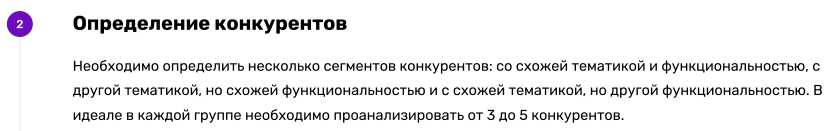 2
Определение конкурентов
Необходимо определить несколько сегментов конкурентов: со схожей тематикой и функциональностью, с
другой тематикой, но схожей функциональностью и с схожей тематикой, но другой функциональностью. В
идеале в каждой группе необходимо проанализировать от 3 до 5 конкурентов.